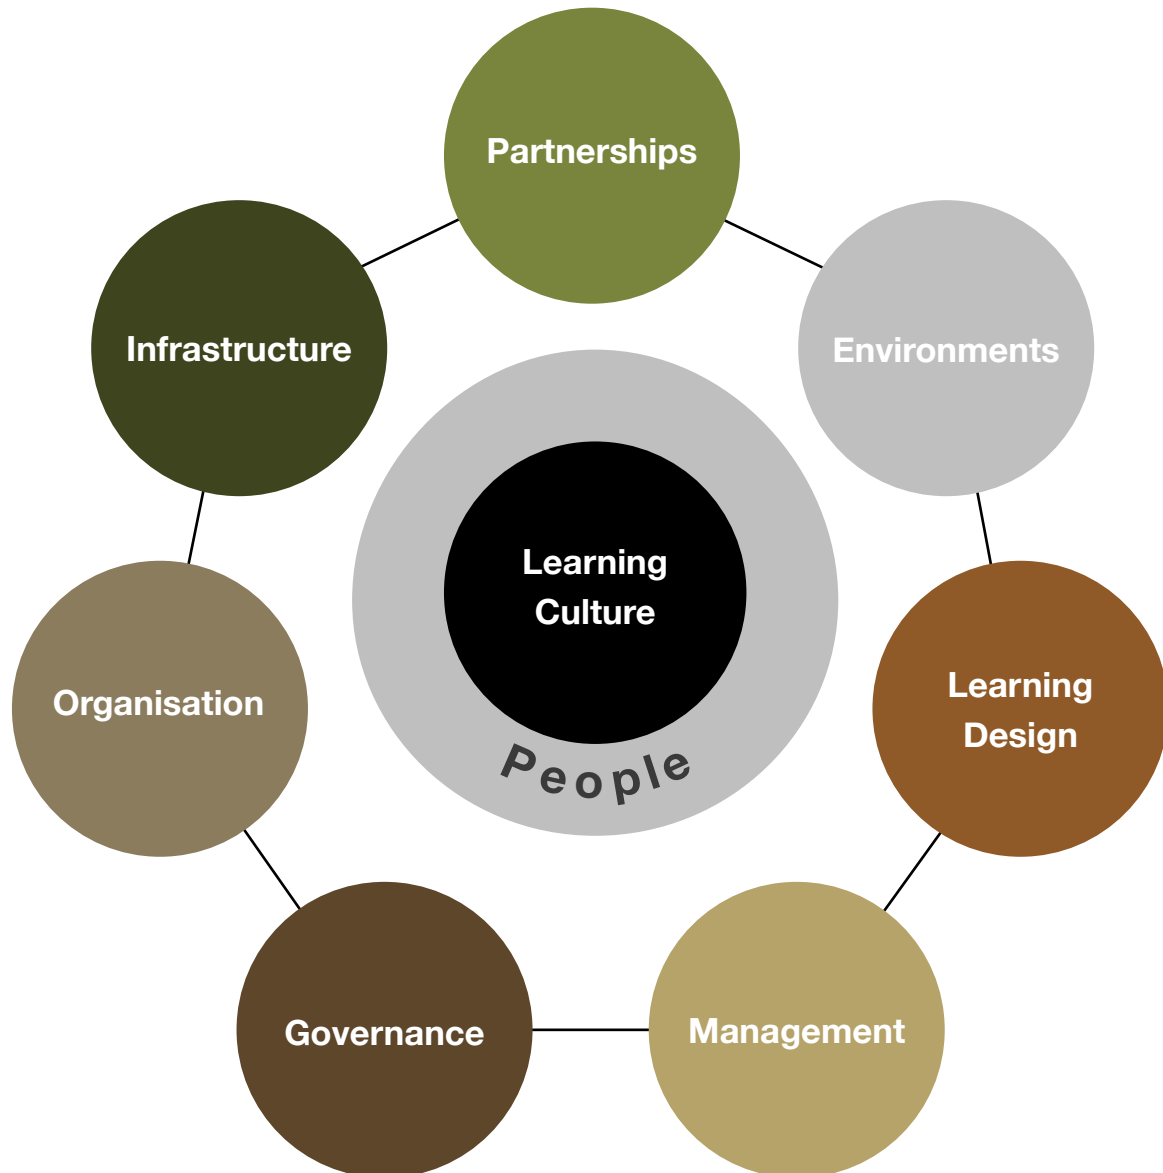 Partnerships
Infrastructure
Environments
Learning
Culture
People
Organisation
Learning
Design
Governance
Management